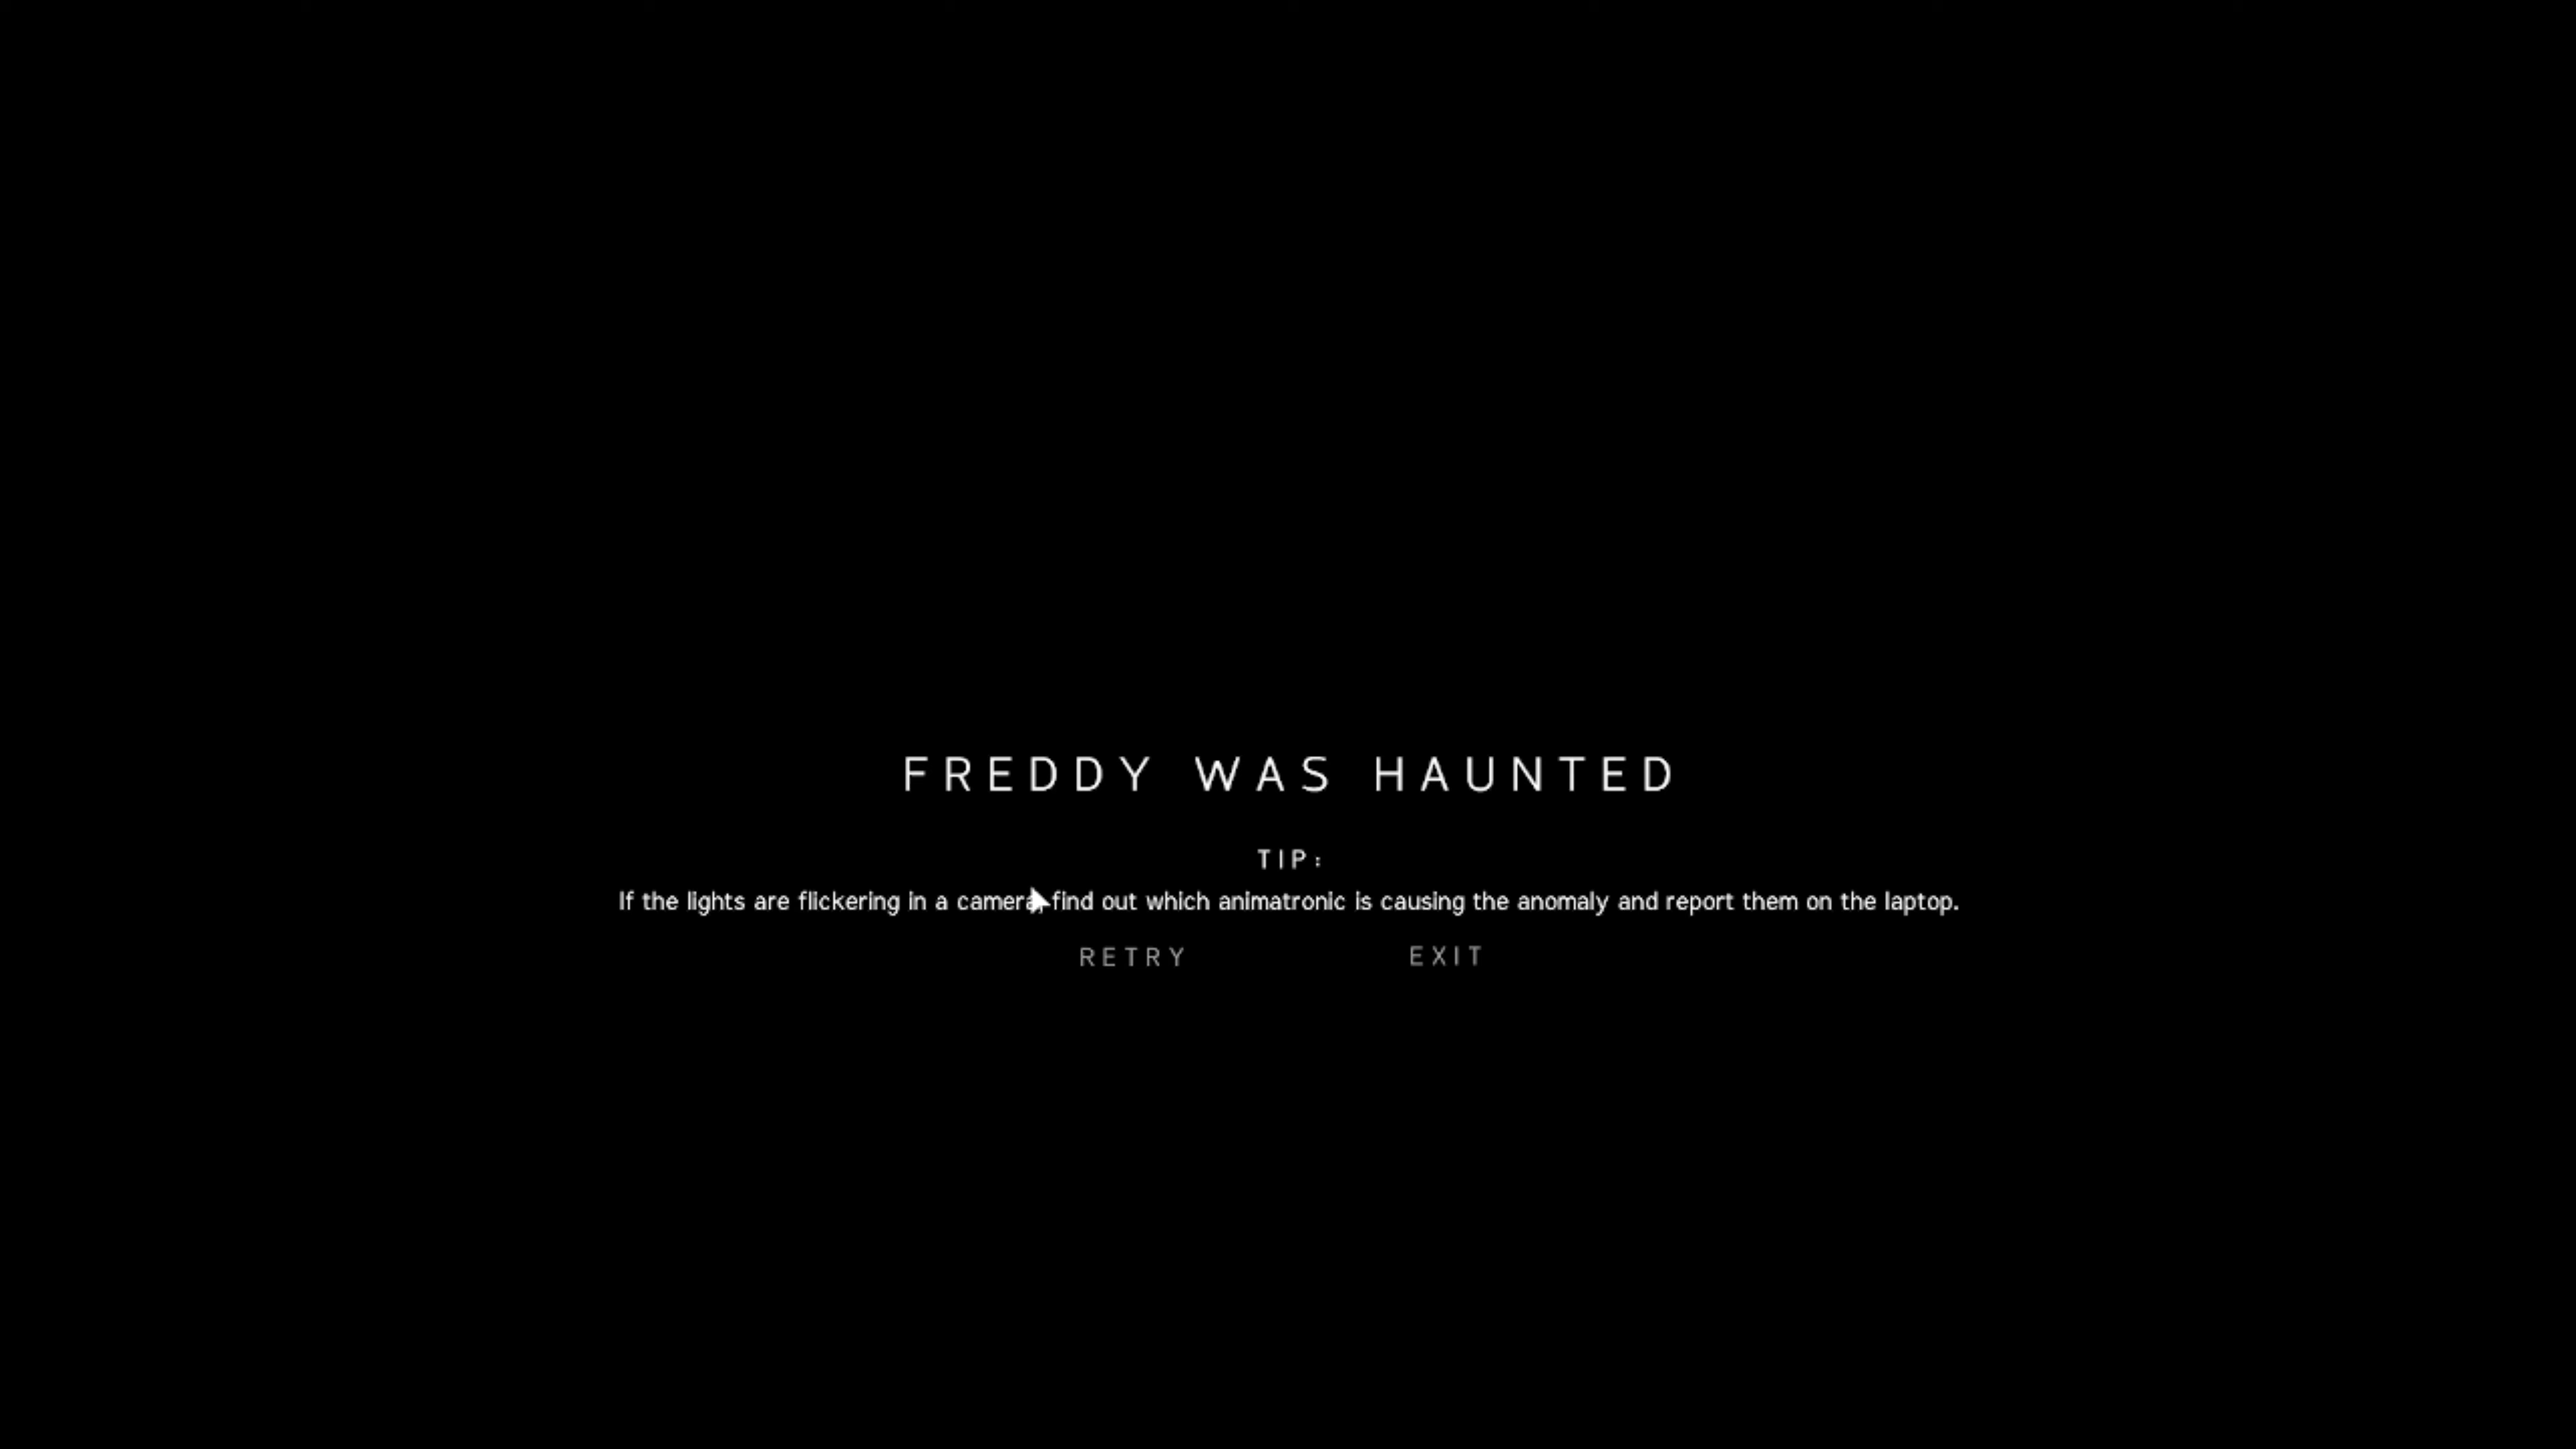 FREDDY WAS HAUNTED
TIP:
If the lights are flickering in a camera, find out which animatronic is causing the anomaly and report them on the laptop.
RETRY EXIT